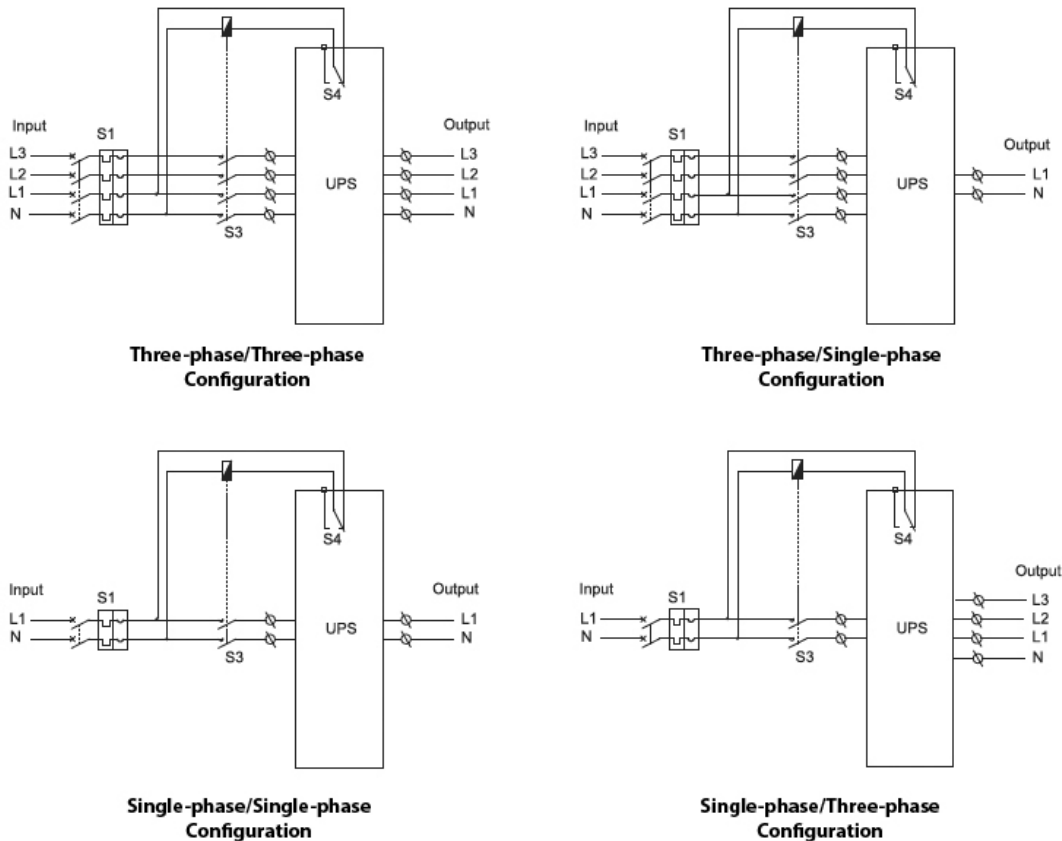 S4
Input
S1
Output
L3
L3
L2
L2
L1
UPS
L1
N
N
S3
Three-phase/Three-phase
Configuration
S4
Input
S1
Output
L3
L2
L1
L1
UPS
N
N
S3
Three-phase/Single-phase
Configuration
S4
Input
S1
Output
L1
L1
UPS
N
N
S3
Single-phase/Single-phase
Configuration
S4
Output
Input
S1
L3
L1
L2
UPS
N
L1
S3
N
Single-phase/Three-phase
Configuration